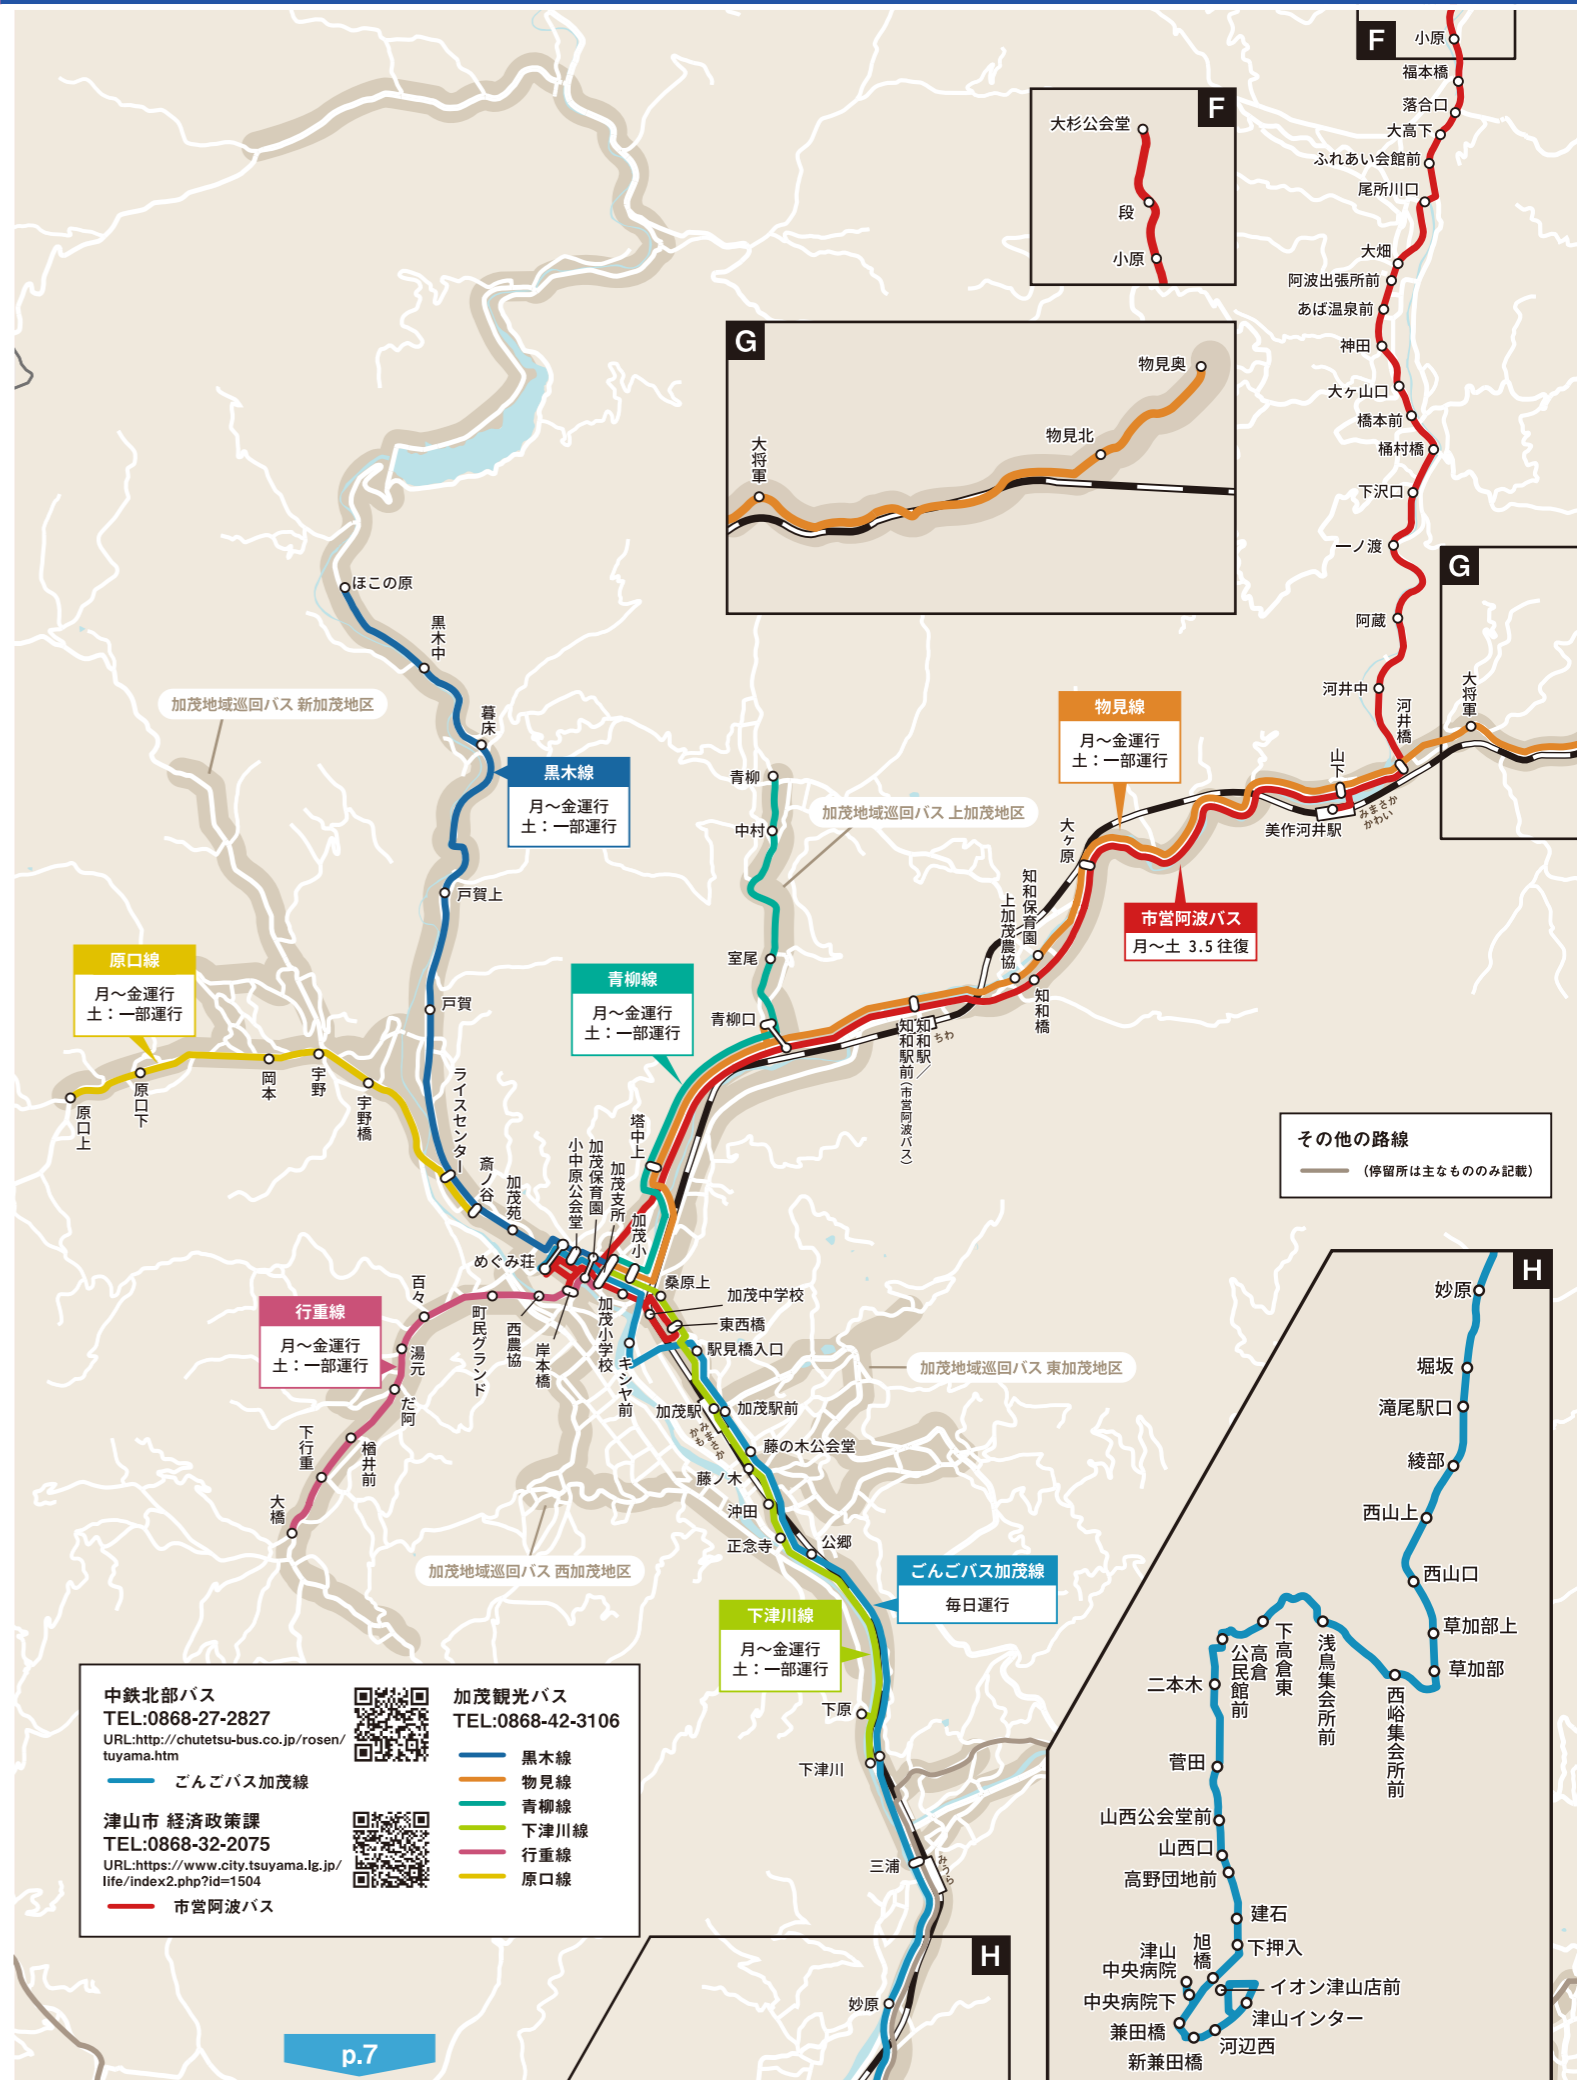 F
小原
福本橋
落合口
大高下
ふれあい会館前
尾所川口
大畑
阿波出張所前
あば温泉前
神田
大ヶ山口
橋本前
桶村橋
下沢口
一ノ渡
阿蔵
河井中
河井橋
F
大杉公会堂
段
小原
G
物見奥
物見北
大将軍
G
大将軍
ほこの原
黒木中
加茂地域巡回バス 新加茂地区
暮床
黒木線
月〜金運行
土：一部運行
戸賀上
戸賀
青柳
中村
加茂地域巡回バス 上加茂地区
室尾
青柳口
物見線
月〜金運行
土：一部運行
山下
美作河井駅
みまさか
かわい
大ヶ原
知和保育園
上加茂農協
知和橋
市営阿波バス
月〜土 3.5往復
知和駅／
知和駅前（市営阿波バス）
ちわ
原口線
月〜金運行
土：一部運行
原口上
原口下
岡本
宇野
宇野橋
ライスセンター
青柳線
月〜金運行
土：一部運行
塔中上
斎ノ谷
加茂苑
小中原公会堂
加茂保育園
加茂支所
加茂小
めぐみ荘
桑原上
加茂中学校
東西橋
駅見橋入口
その他の路線
（停留所は主なもののみ記載）
行重線
月〜金運行
土：一部運行
百々
湯元
だ阿
楢井前
下行重
大橋
町民グランド
西農協
岸本橋
加茂小学校
キシヤ前
加茂地域巡回バス 東加茂地区
加茂駅
みまさか
かも
加茂駅前
藤の木公会堂
藤ノ木
沖田
正念寺
公郷
加茂地域巡回バス 西加茂地区
ごんごバス加茂線
毎日運行
下津川線
月〜金運行
土：一部運行
下原
下津川
三浦
みうら
H
妙原
H
妙原
堀坂
滝尾駅口
綾部
西山上
西山口
草加部上
草加部
西峪集会所前
浅鳥集会所前
下高倉東
高倉
公民館前
二本木
菅田
山西公会堂前
山西口
高野団地前
建石
下押入
旭橋
津山
中央病院
中央病院下
イオン津山店前
津山インター
兼田橋
新兼田橋
河辺西
中鉄北部バス
TEL:0868-27-2827
URL:http://chutetsu-bus.co.jp/rosen/
tuyama.htm
ごんごバス加茂線
津山市 経済政策課
TEL:0868-32-2075
URL:https://www.city.tsuyama.lg.jp/
life/index2.php?id=1504
市営阿波バス
加茂観光バス
TEL:0868-42-3106
黒木線
物見線
青柳線
下津川線
行重線
原口線
p.7